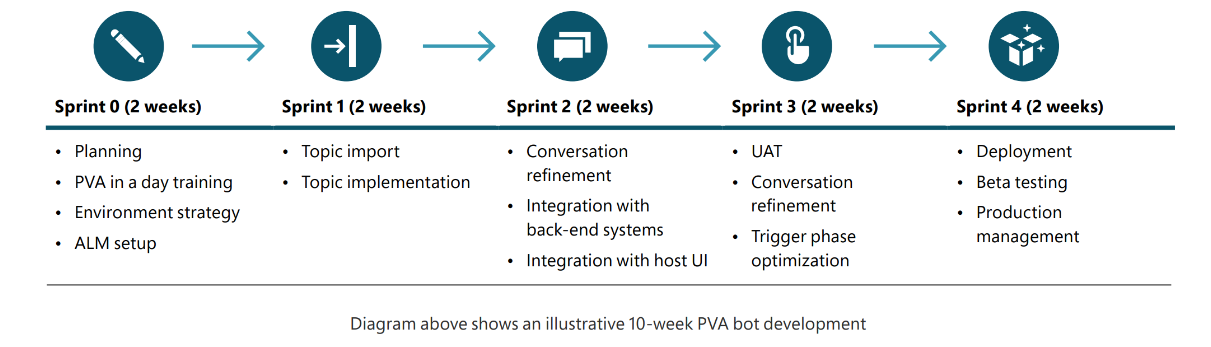 Sprint 0 (2 weeks)
• Planning
• PVA in a day training
• Environment strategy
• ALM setup
Sprint 1 (2 weeks)
• Topic import
• Topic implementation
Sprint 2 (2 weeks)
• Conversation
refinement
• Integration with
back-end systems
• Integration with host UI
Sprint 3 (2 weeks)
• UAT
• Conversation
refinement
• Trigger phase
optimization
Sprint 4 (2 weeks)
• Deployment
• Beta testing
• Production
management
Diagram above shows an illustrative 10-week PVA bot development